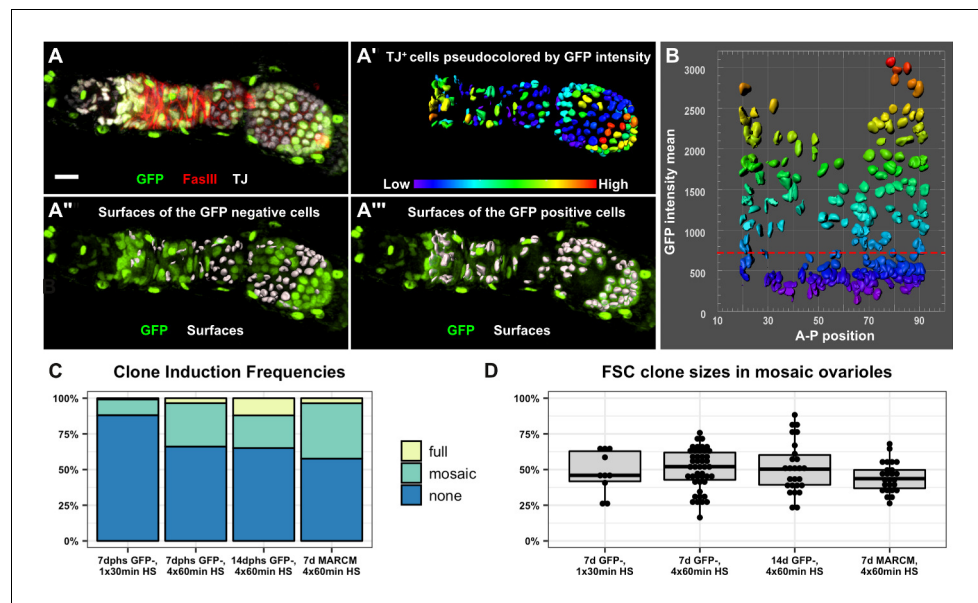 A
GFP FasIII TJ
A'
TJ+ cells pseudocolored by GFP intensity
Low High
A"
Surfaces of the GFP negative cells
GFP Surfaces
A'''
Surfaces of the GFP positive cells
GFP Surfaces
B
GFP intensity mean
3000
2500
2000
1500
1000
500
0
10 30 50 70 90
A-P position
C
Clone Induction Frequencies
100%
75%
50%
25%
0%
7dphs GFP-, 7dphs GFP-, 14dphs GFP-, 7d MARCM
1x30min HS 4x60min HS 4x60min HS 4x60min HS
full
mosaic
none
D
FSC clone sizes in mosaic ovarioles
100%
75%
50%
25%
0%
7d GFP-, 7d GFP-, 14d GFP-, 7d MARCM,
1x30min HS 4x60min HS 4x60min HS 4x60min HS